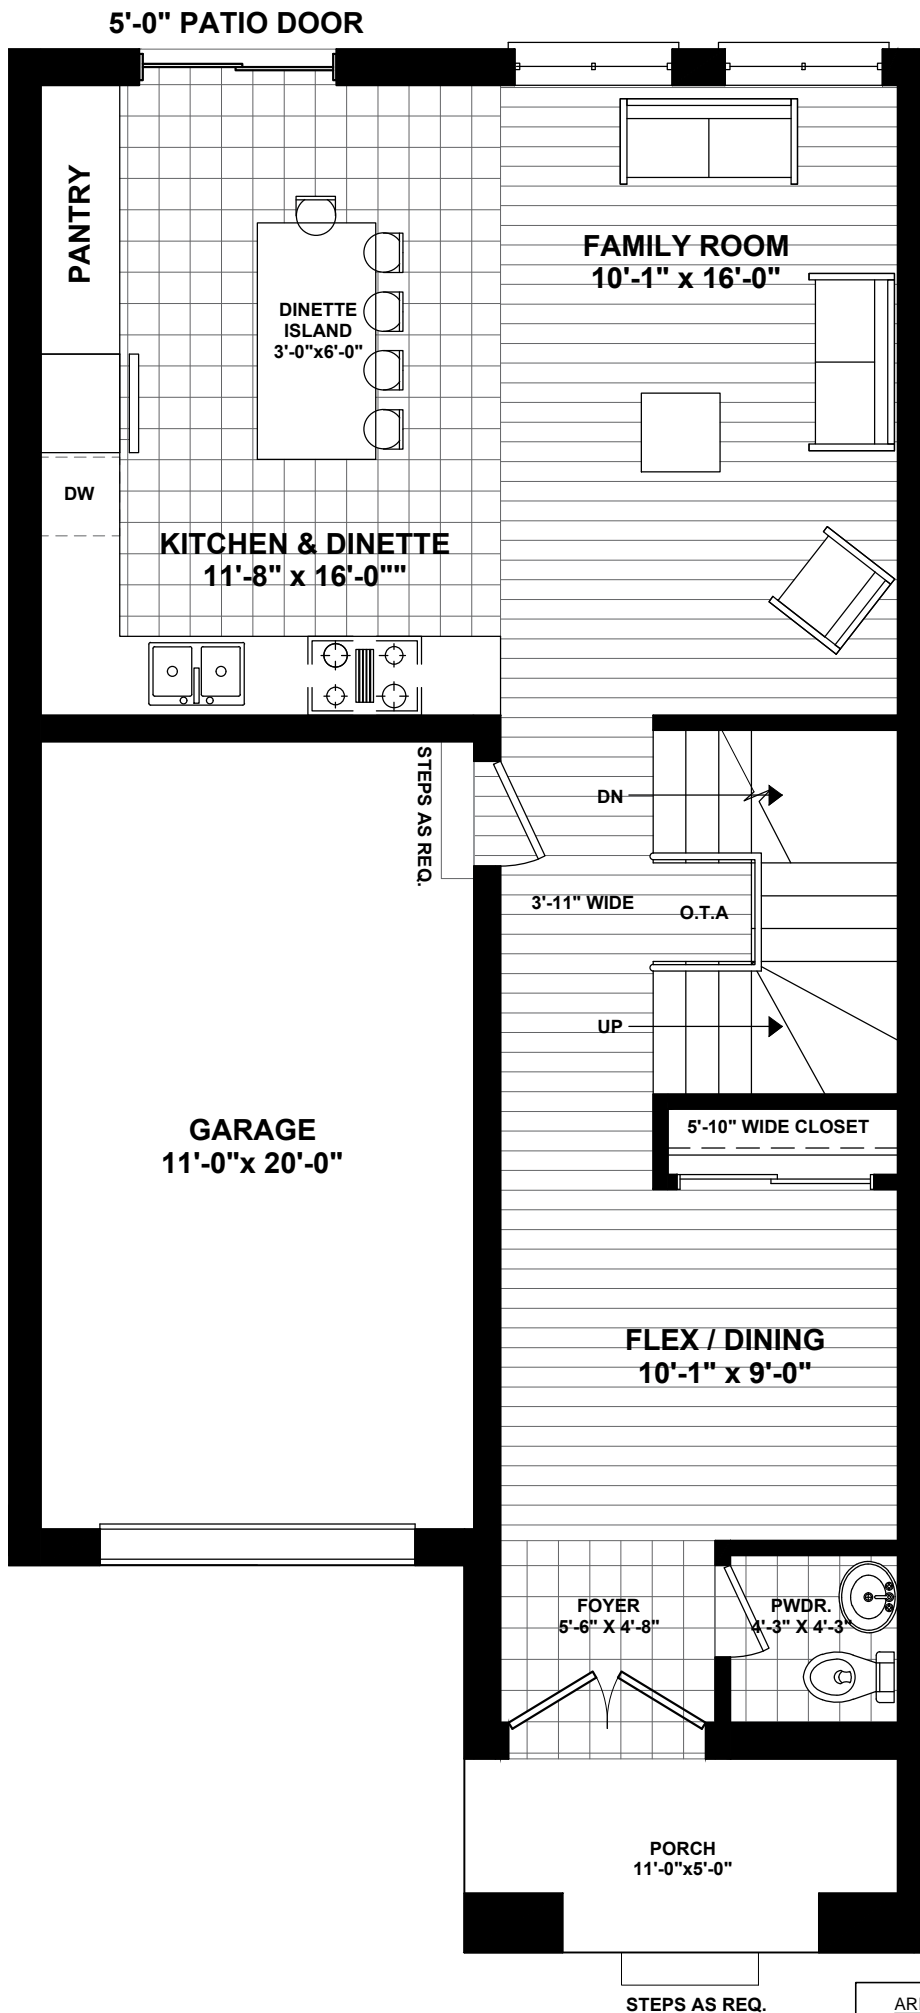 5'-0" PATIO DOOR
PANTRY
FAMILY ROOM
10'-1" x 16'-0"
DINETTE
ISLAND
3'-0"x6'-0"
DW
KITCHEN & DINETTE
11'-8" x 16'-0""
STEPS AS REQ.
DN
3'-11" WIDE
O.T.A
UP
GARAGE
11'-0"x 20'-0"
5'-10" WIDE CLOSET
FLEX / DINING
10'-1" x 9'-0"
FOYER
5'-6" X 4'-8"
PWDR.
4'-3" X 4'-3"
PORCH
11'-0"x5'-0"
STEPS AS REQ.